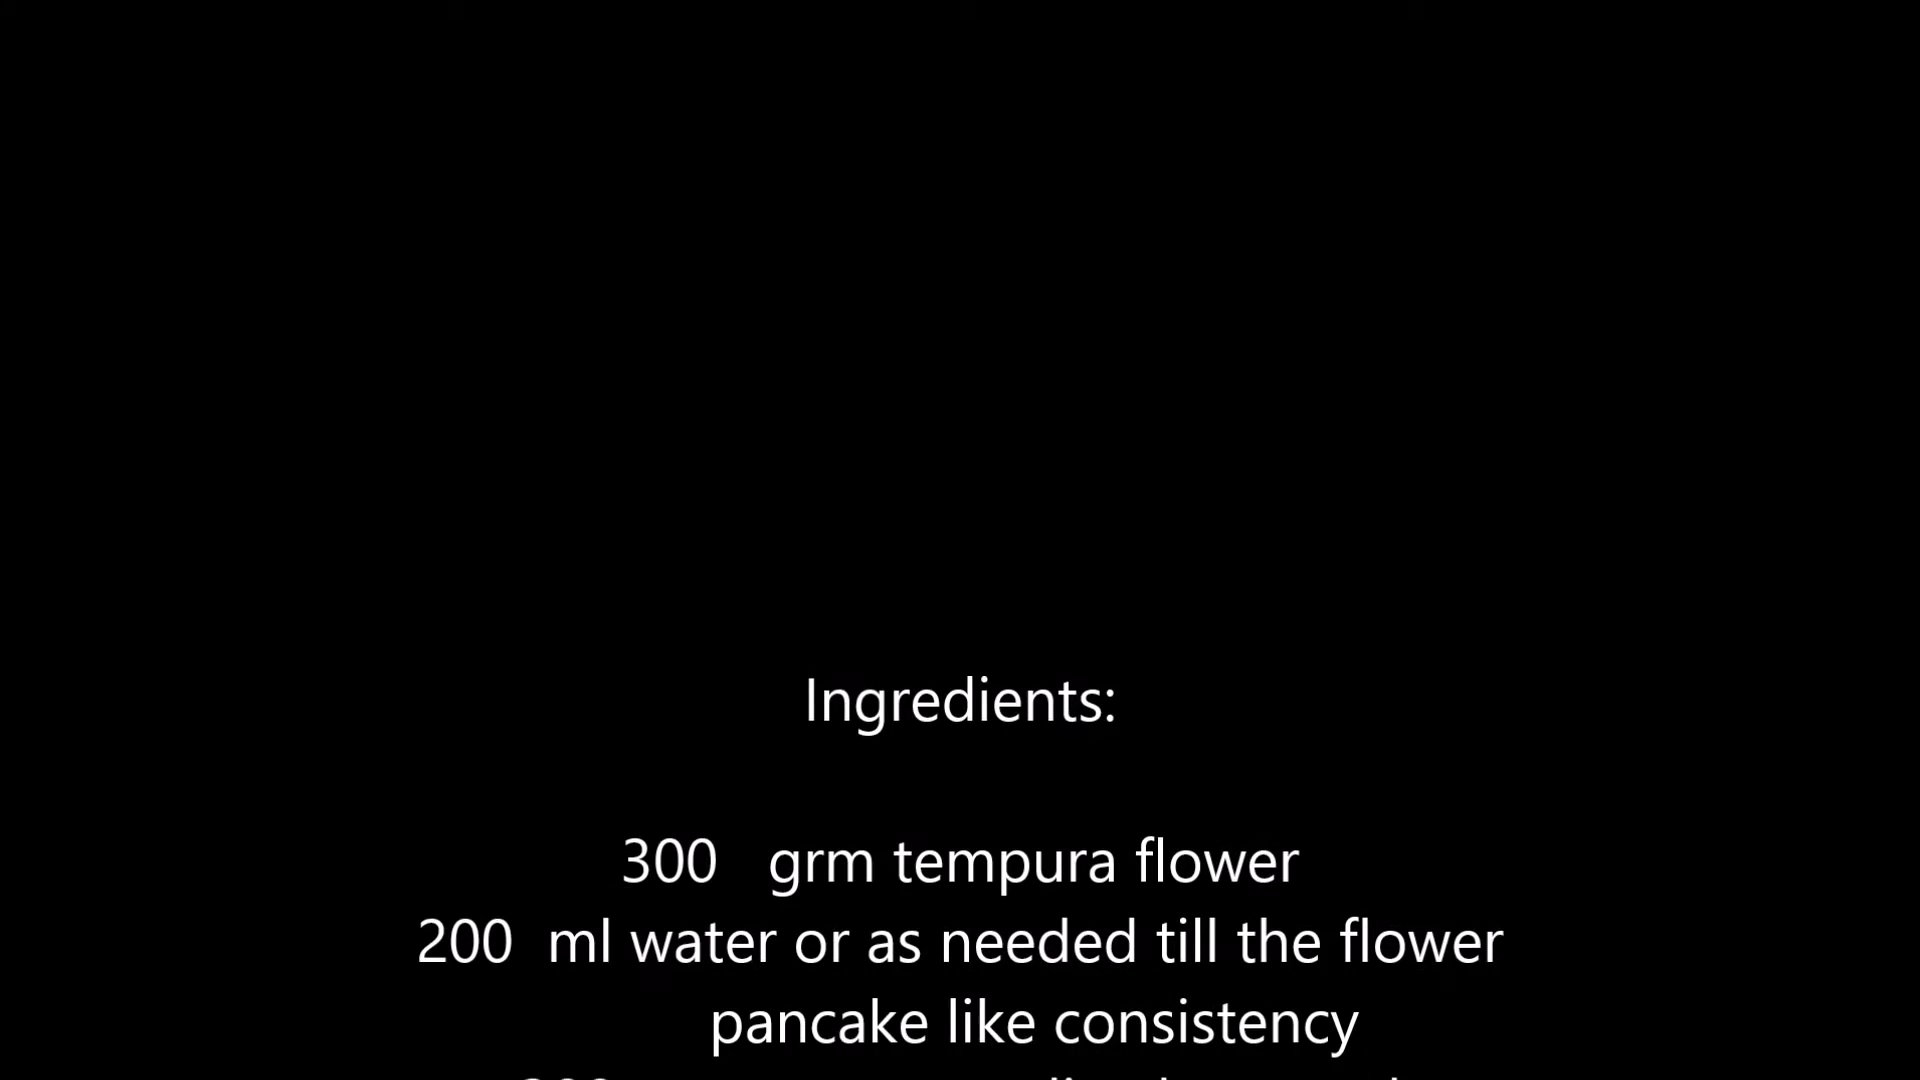 Ingredients:
300 grm tempura flower
200 ml water or as needed till the flower
pancake like consistency